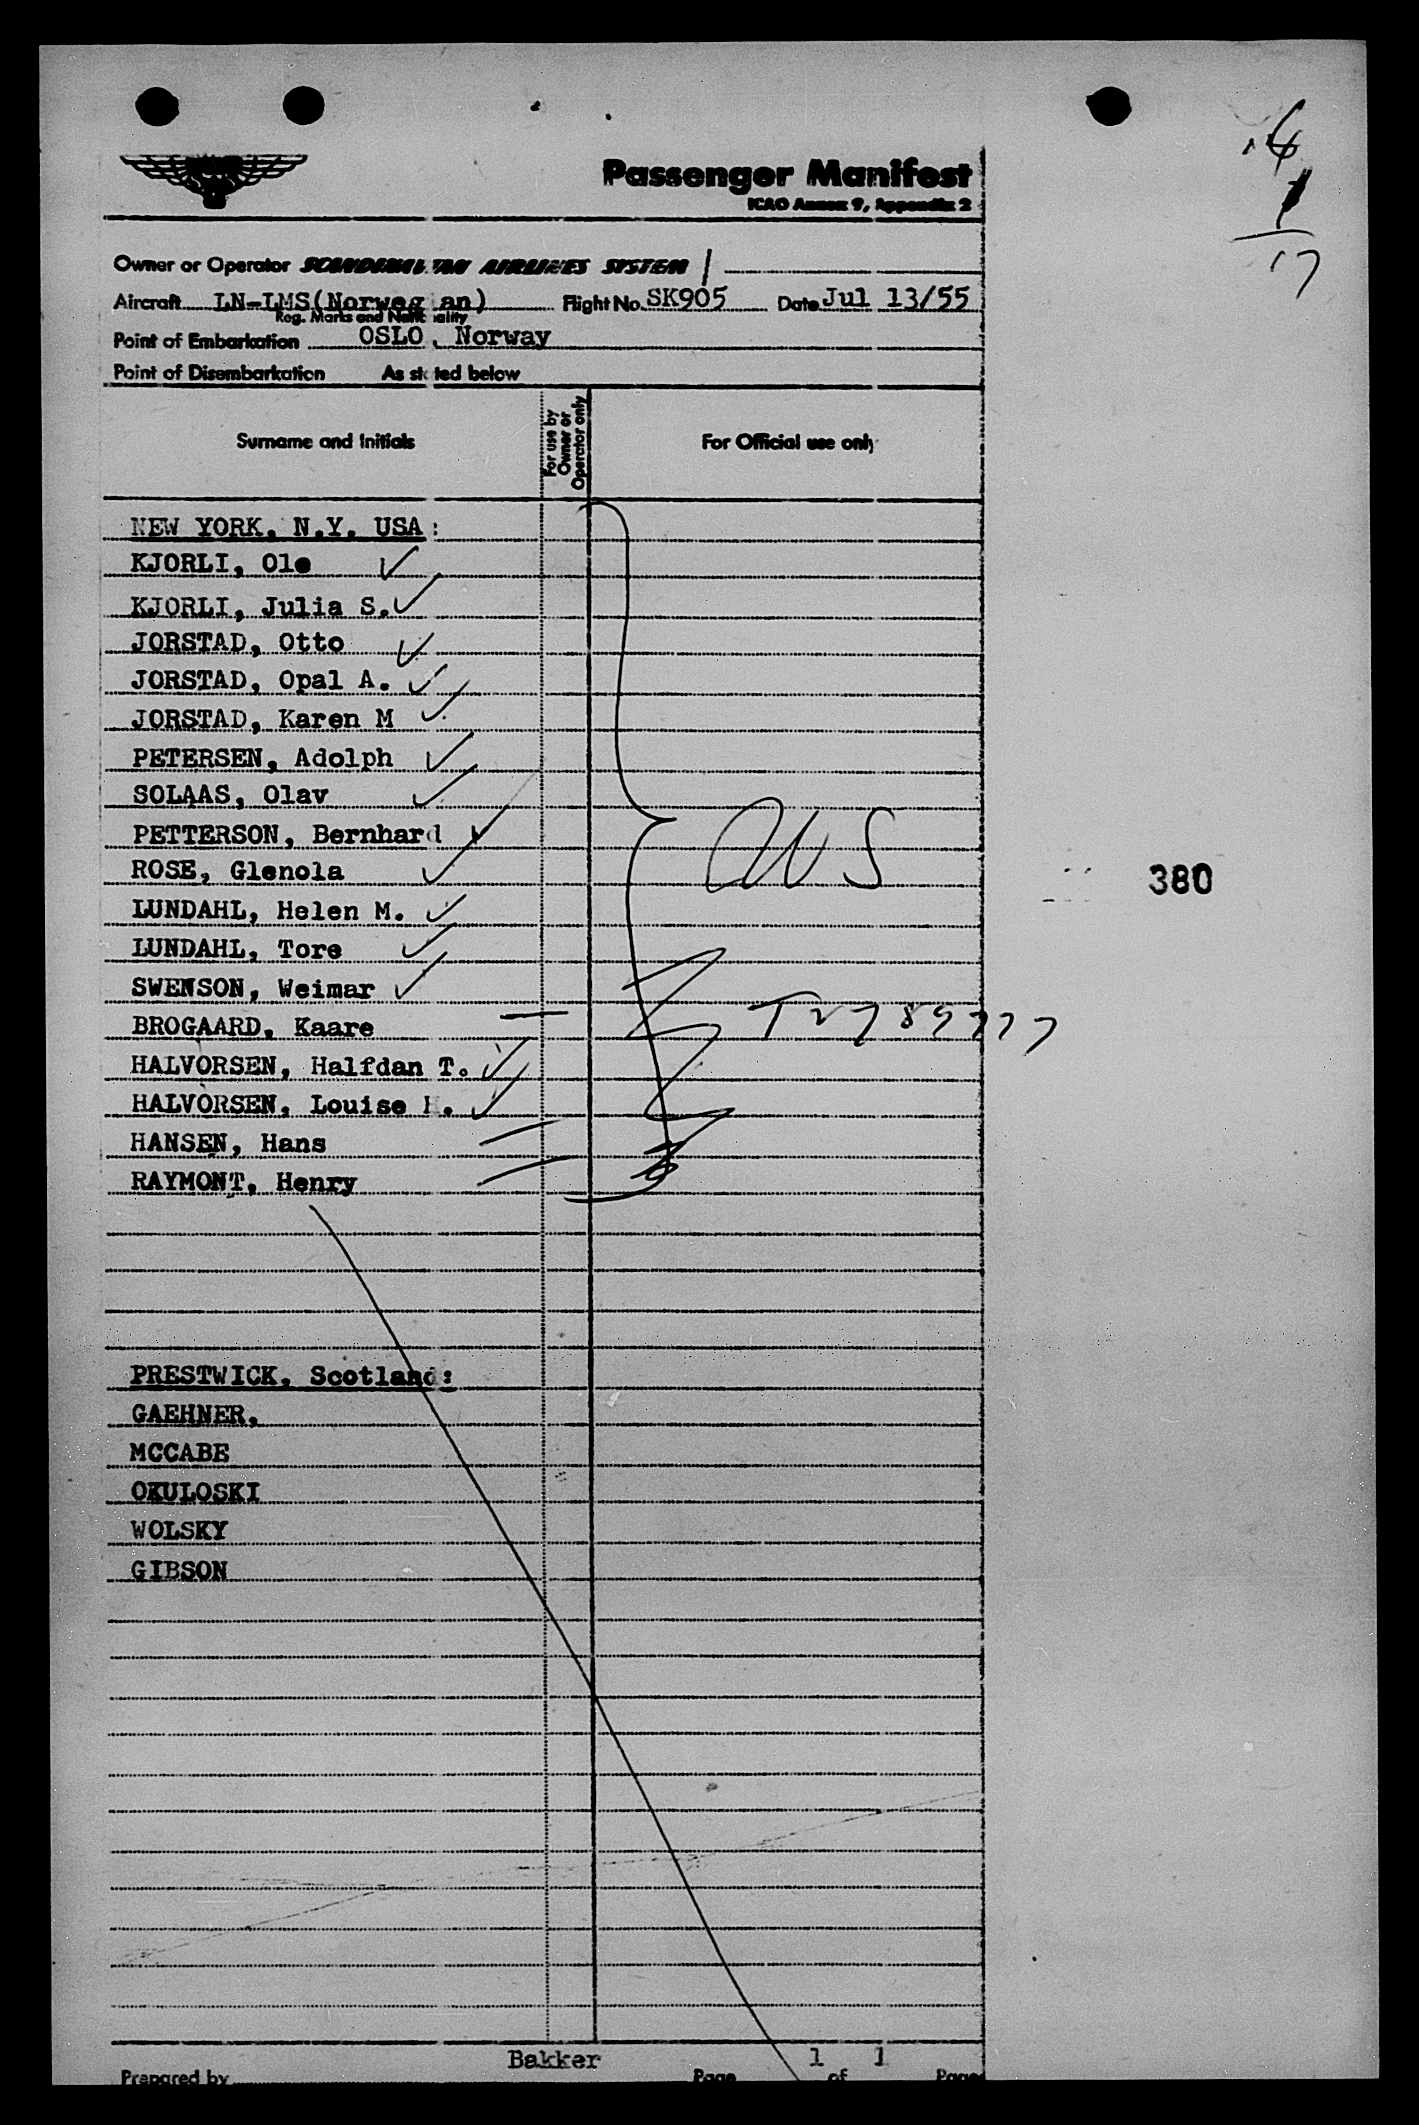 Passenger Manifest
ICAO Annex 9, Appendix 2
Owner or Operator SCANDINAVIAN AIRLINES SYSTEM
Aircraft LN-LMS(Norwegian) Flight No. SK905 Date Jul 13/55
Reg. Marks and Nationality
Point of Embarkation OSLO, Norway
Point of Disembarkation As stated below
Surname and Initials For use by Owner or Operator only For Official use only
NEW YORK, N.Y. USA:
KJORLI, Ole
KJORLI, Julia S.
JORSTAD, Otto
JORSTAD, Opal A.
JORSTAD, Karen M
PETERSEN, Adolph
SOLAAS, Olav
PETTERSON, Bernhard
ROSE, Glenola
380
LUNDAHL, Helen M.
LUNDAHL, Tore
SWENSON, Weimar
BROGAARD, Kaare
HALVORSEN, Halfdan T.
HALVORSEN, Louise H.
HANSEN, Hans
RAYMONT, Henry
PRESTWICK, Scotland:
GAEHNER,
MCCABE
OKULOSKI
WOLSKY
GIBSON
Prepared by Bakker Page 1 of 1 Pages